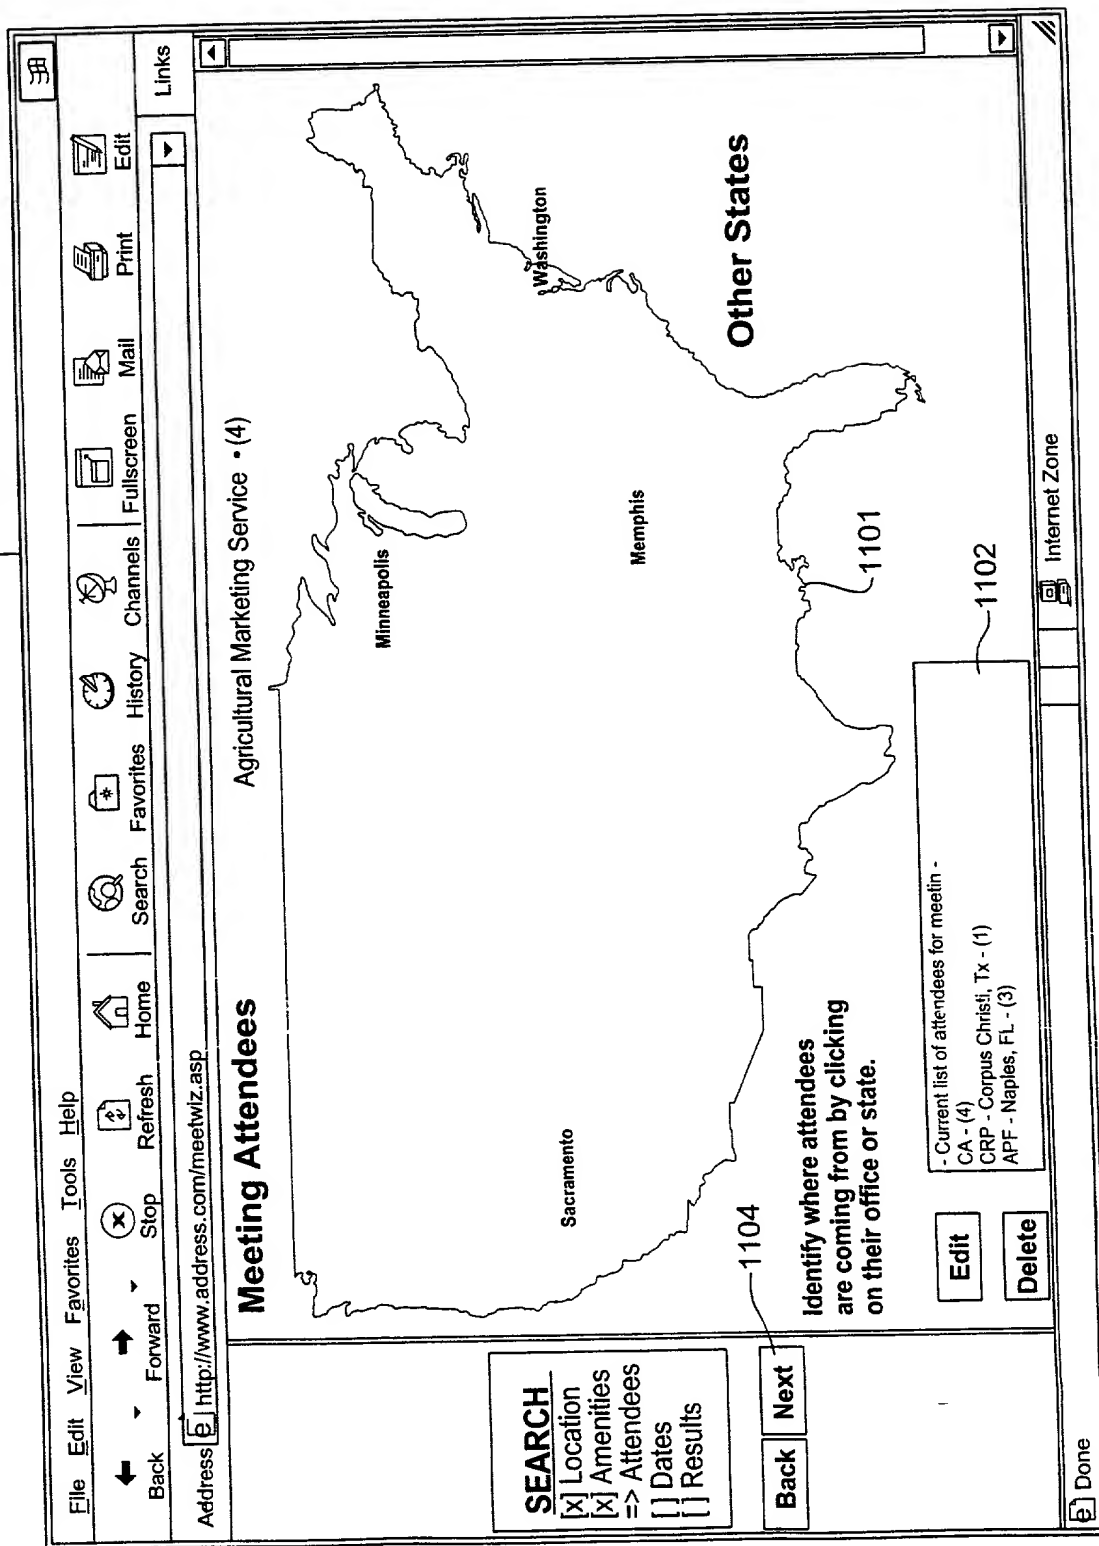 File Edit View Favorites Tools Help
Back Forward Stop Refresh Home Search Favorites History Channels Fullscreen Mail Print Edit
Address http://www.address.com/meetwiz.asp Links
SEARCH
[x] Location
[x] Amenities
=> Attendees
[ ] Dates
[ ] Results
Back Next
1104
Meeting Attendees
Agricultural Marketing Service • (4)
Minneapolis
Washington
Sacramento
Memphis
Other States
1101
Identify where attendees
are coming from by clicking
on their office or state.
Edit
Delete
- Current list of attendees for meetin -
CA - (4)
CRP - Corpus Christi, Tx - (1)
APF - Naples, FL - (3)
1102
Done
Internet Zone